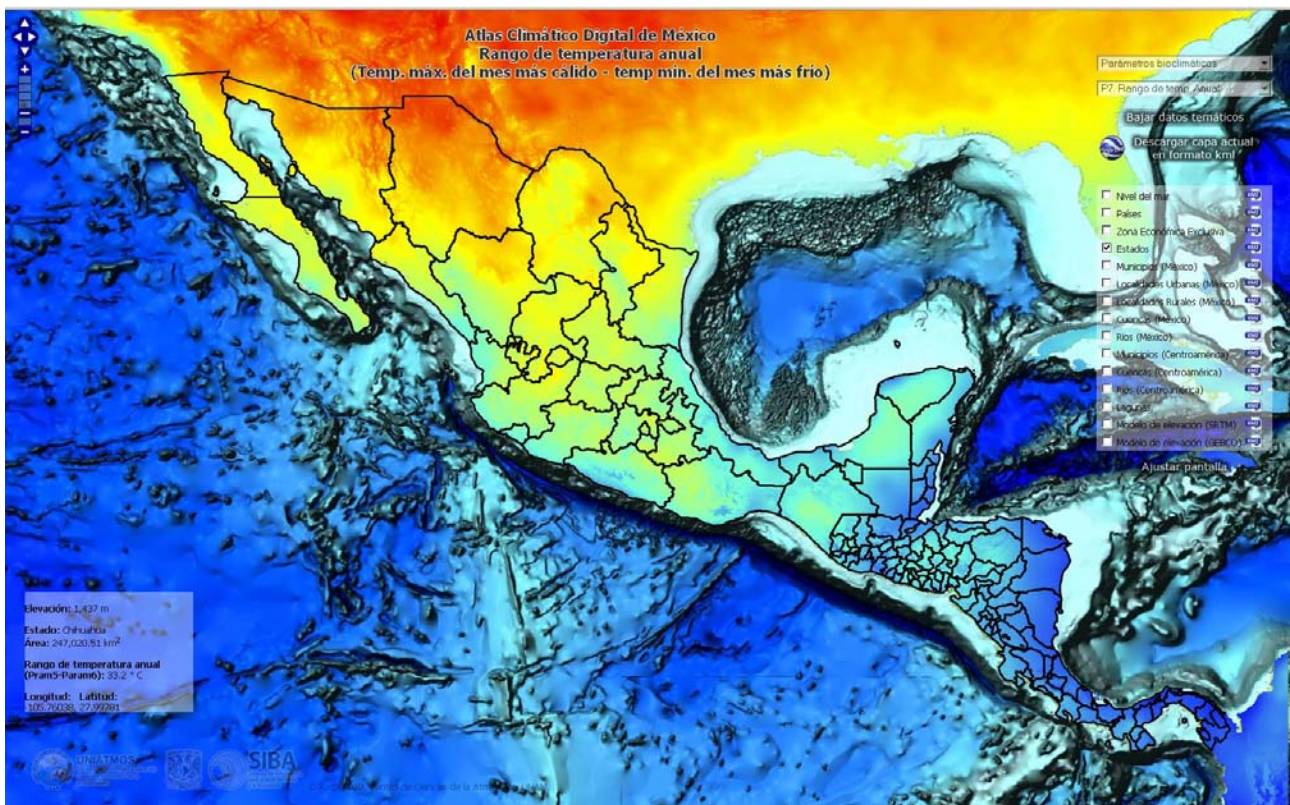 Atlas Climático Digital de México
Rango de temperatura anual
(Temp. máx. del mes más cálido - temp min. del mes más frío)
Parámetros bioclimáticos
P7. Rango de temp. Anual
Bajar datos temáticos
Descargar capa actual
en formato kml
Nivel del mar
Países
Zona Económica Exclusiva
Estados
Municipios (México)
Localidades Urbanas (México)
Localidades Rurales (México)
Cuencas (México)
Ríos (México)
Municipios (Centroamérica)
Cuencas (Centroamérica)
Ríos (Centroamérica)
Lagunas
Modelo de elevación (SRTM)
Modelo de elevación (GEBCO)
Ajustar pantalla
Elevación: 1,437 m
Estado: Chihuahua
Área: 247,020.51 km²
Rango de temperatura anual
(Pram5-Param6): 33.2 ° C
Longitud: Latitud:
-105.76038, 27.99781
UNIATMOS
SIBA